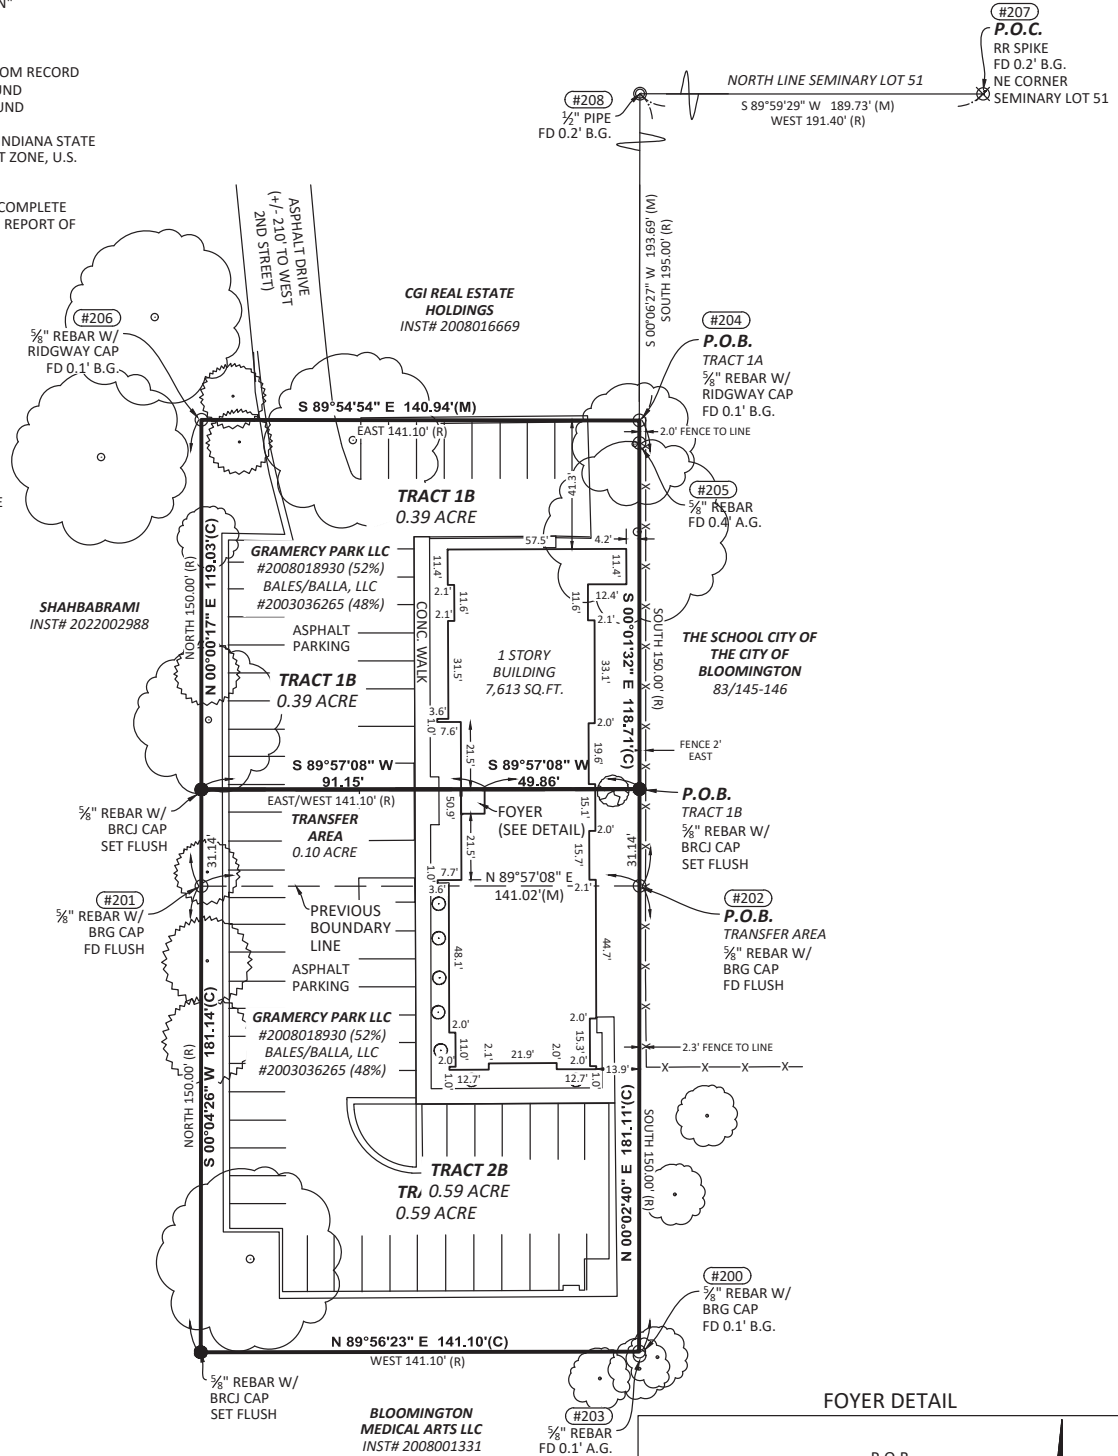 N"
OM RECORD
UND
UND
INDIANA STATE
T ZONE, U.S.
COMPLETE
REPORT OF
E
#207
P.O.C.
RR SPIKE
FD 0.2' B.G.
NE CORNER
SEMINARY LOT 51
NORTH LINE SEMINARY LOT 51
S 89°59'29" W 189.73' (M)
WEST 191.40' (R)
#208
½" PIPE
FD 0.2' B.G.
S 00°06'27" W 193.69' (M)
SOUTH 195.00' (R)
ASPHALT DRIVE
(+/- 210' TO WEST
2ND STREET)
CGI REAL ESTATE
HOLDINGS
INST# 2008016669
#206
⅝" REBAR W/
RIDGWAY CAP
FD 0.1' B.G.
#204
P.O.B.
TRACT 1A
⅝" REBAR W/
RIDGWAY CAP
FD 0.1' B.G.
S 89°54'54" E 140.94'(M)
EAST 141.10' (R)
2.0' FENCE TO LINE
#205
⅝" REBAR
FD 0.4' A.G.
41.3'
TRACT 1B
0.39 ACRE
57.5'
4.2'
GRAMERCY PARK LLC
#2008018930 (52%)
BALES/BALLA, LLC
#2003036265 (48%)
11.4'
11.4'
2.1'
11.6'
2.1'
12.4'
11.6'
2.1'
NORTH 150.00' (R)
N 00°00'17" E 119.03'(C)
SHAHBABRAMI
INST# 2022002988
ASPHALT
PARKING
CONC. WALK
1 STORY
BUILDING
7,613 SQ.FT.
31.5'
33.1'
S 00°01'32" E 118.71'(C)
SOUTH 150.00' (R)
THE SCHOOL CITY OF
THE CITY OF
BLOOMINGTON
83/145-146
TRACT 1B
0.39 ACRE
3.6'
1.0'
7.6'
21.5'
2.0'
19.6'
FENCE 2'
EAST
S 89°57'08" W
91.15'
S 89°57'08" W
49.86'
EAST/WEST 141.10' (R)
⅝" REBAR W/
BRCJ CAP
SET FLUSH
TRANSFER
AREA
0.10 ACRE
50.9'
FOYER
(SEE DETAIL)
15.1'
2.0'
P.O.B.
TRACT 1B
⅝" REBAR W/
BRCJ CAP
SET FLUSH
31.14'
21.5'
15.7'
31.14'
1.0'
7.7'
3.6'
N 89°57'08" E
141.02'(M)
2.1'
#201
⅝" REBAR W/
BRG CAP
FD FLUSH
PREVIOUS
BOUNDARY
LINE
#202
P.O.B.
TRANSFER AREA
⅝" REBAR W/
BRG CAP
FD FLUSH
ASPHALT
PARKING
48.1'
44.7'
GRAMERCY PARK LLC
#2008018930 (52%)
BALES/BALLA, LLC
#2003036265 (48%)
NORTH 150.00' (R)
S 00°04'26" W 181.14'(C)
2.0'
11.0'
2.0'
1.0'
12.7'
2.1'
21.9'
2.0'
12.7'
2.0'
15.3'
2.0'
1.0'
13.9'
2.3' FENCE TO LINE
N 00°02'40" E 181.11'(C)
SOUTH 150.00' (R)
TRACT 2B
TRA 0.59 ACRE
0.59 ACRE
#200
⅝" REBAR W/
BRG CAP
FD 0.1' B.G.
N 89°56'23" E 141.10'(C)
WEST 141.10' (R)
⅝" REBAR W/
BRCJ CAP
SET FLUSH
BLOOMINGTON
MEDICAL ARTS LLC
INST# 2008001331
#203
⅝" REBAR
FD 0.1' A.G.
FOYER DETAIL
P.O.B.